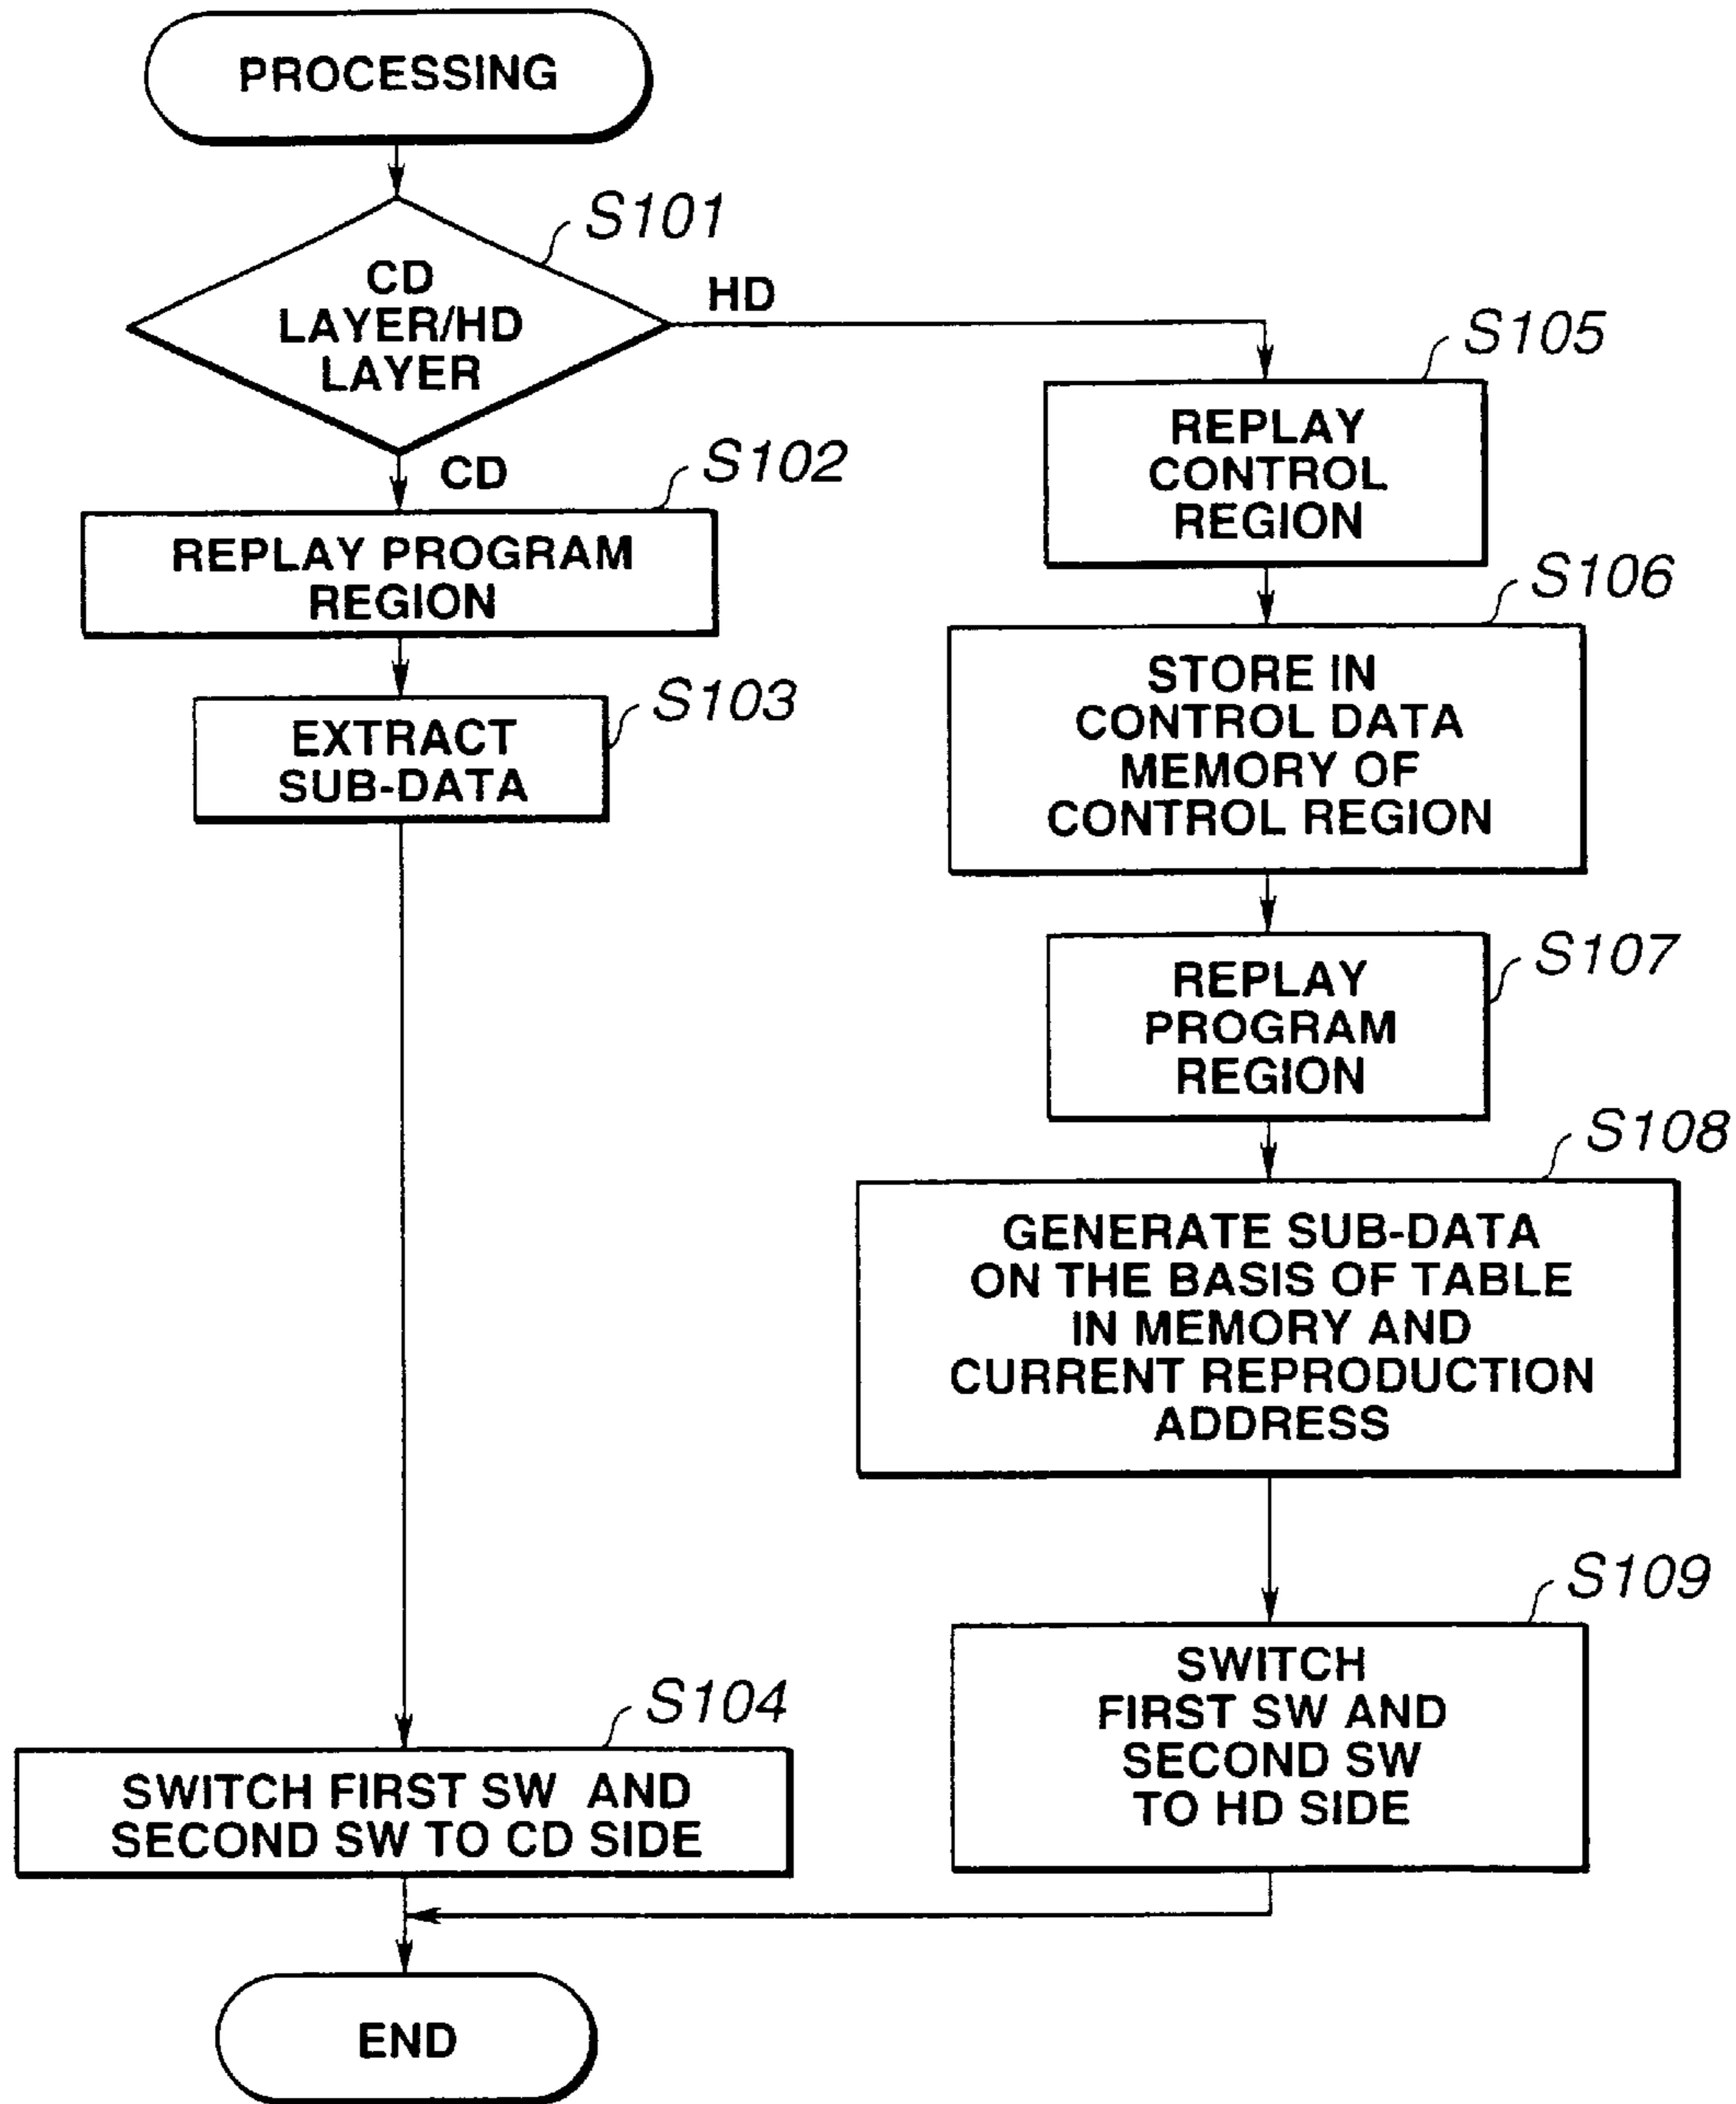 PROCESSING
S101
CD
LAYER/HD
LAYER
HD
CD
S102
REPLAY PROGRAM
REGION
S103
EXTRACT
SUB-DATA
S104
SWITCH FIRST SW AND
SECOND SW TO CD SIDE
S105
REPLAY
CONTROL
REGION
S106
STORE IN
CONTROL DATA
MEMORY OF
CONTROL REGION
S107
REPLAY
PROGRAM
REGION
S108
GENERATE SUB-DATA
ON THE BASIS OF TABLE
IN MEMORY AND
CURRENT REPRODUCTION
ADDRESS
S109
SWITCH
FIRST SW AND
SECOND SW
TO HD SIDE
END